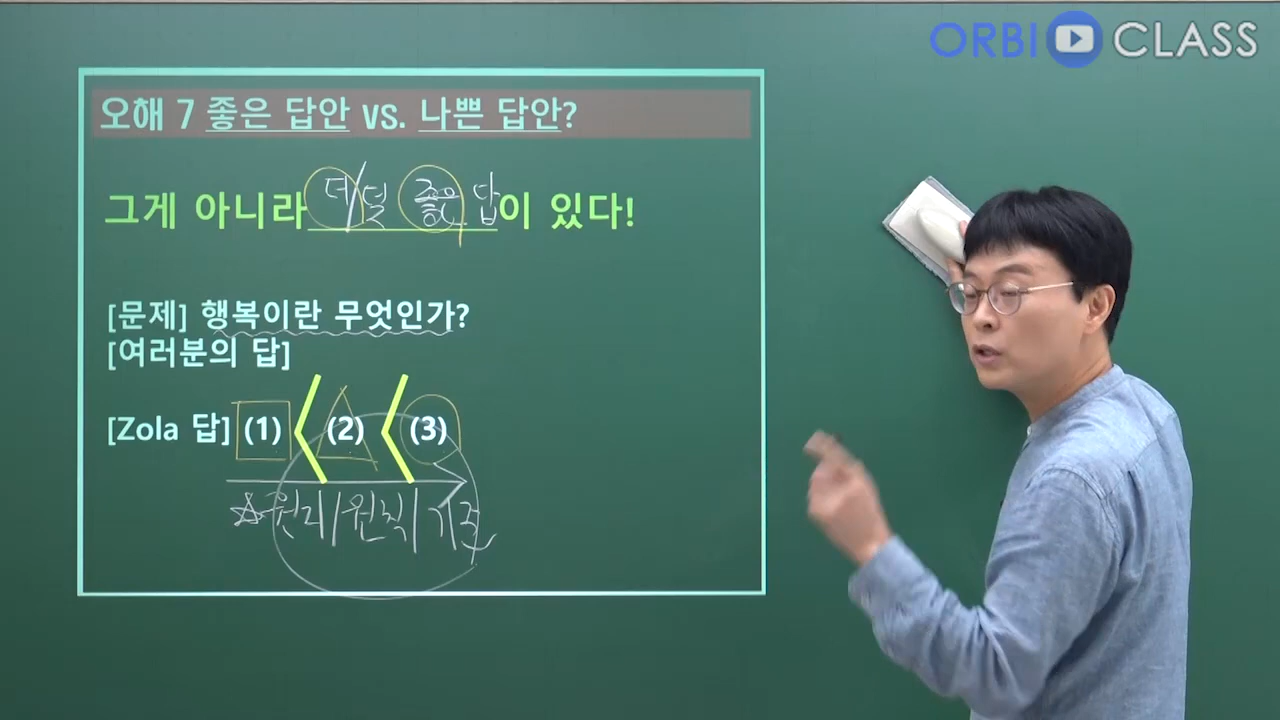 ORBI CLASS
오해 7 좋은 답안 vs. 나쁜 답안?
그게 아니라 더/덜 좋은 답이 있다!
[문제] 행복이란 무엇인가?
[여러분의 답]
[Zola 답] (1) < (2) < (3)
☆원리/원칙/기준